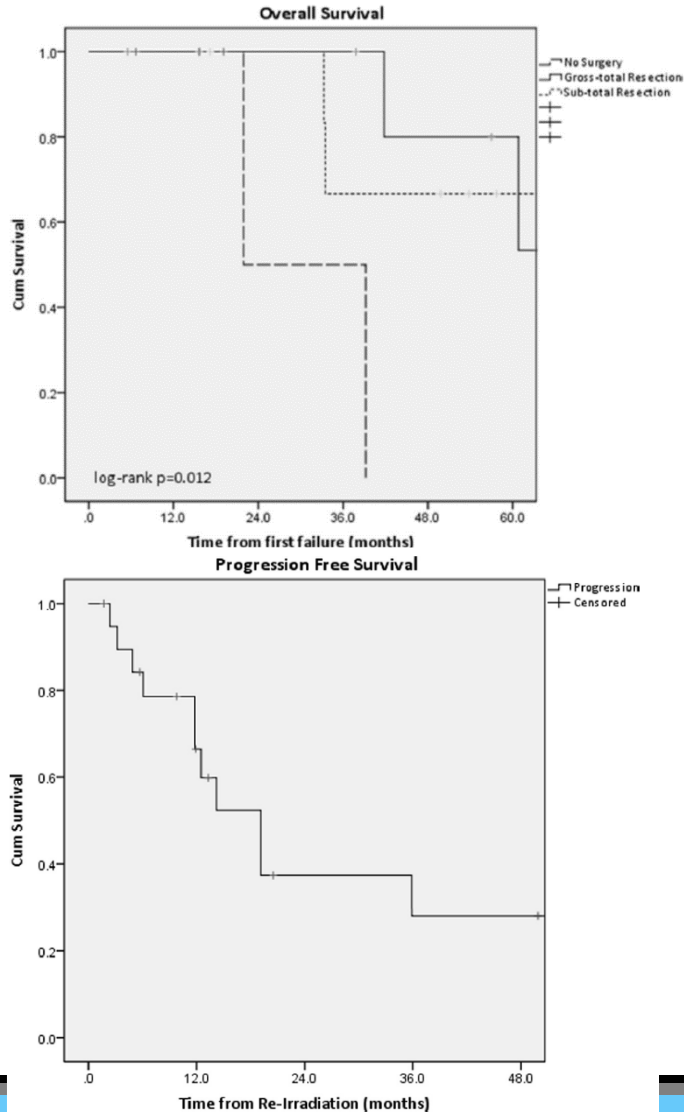 Overall Survival
1.0
0.8
0.6
0.4
0.2
0.0
Cum Survival
No Surgery
Gross-total Resection
Sub-total Resection
log-rank p=0.012
.0 12.0 24.0 36.0 48.0 60.0
Time from first failure (months)
Progression Free Survival
1.0
0.8
0.6
0.4
0.2
0.0
Cum Survival
Progression
Censored
.0 12.0 24.0 36.0 48.0
Time from Re-Irradiation (months)